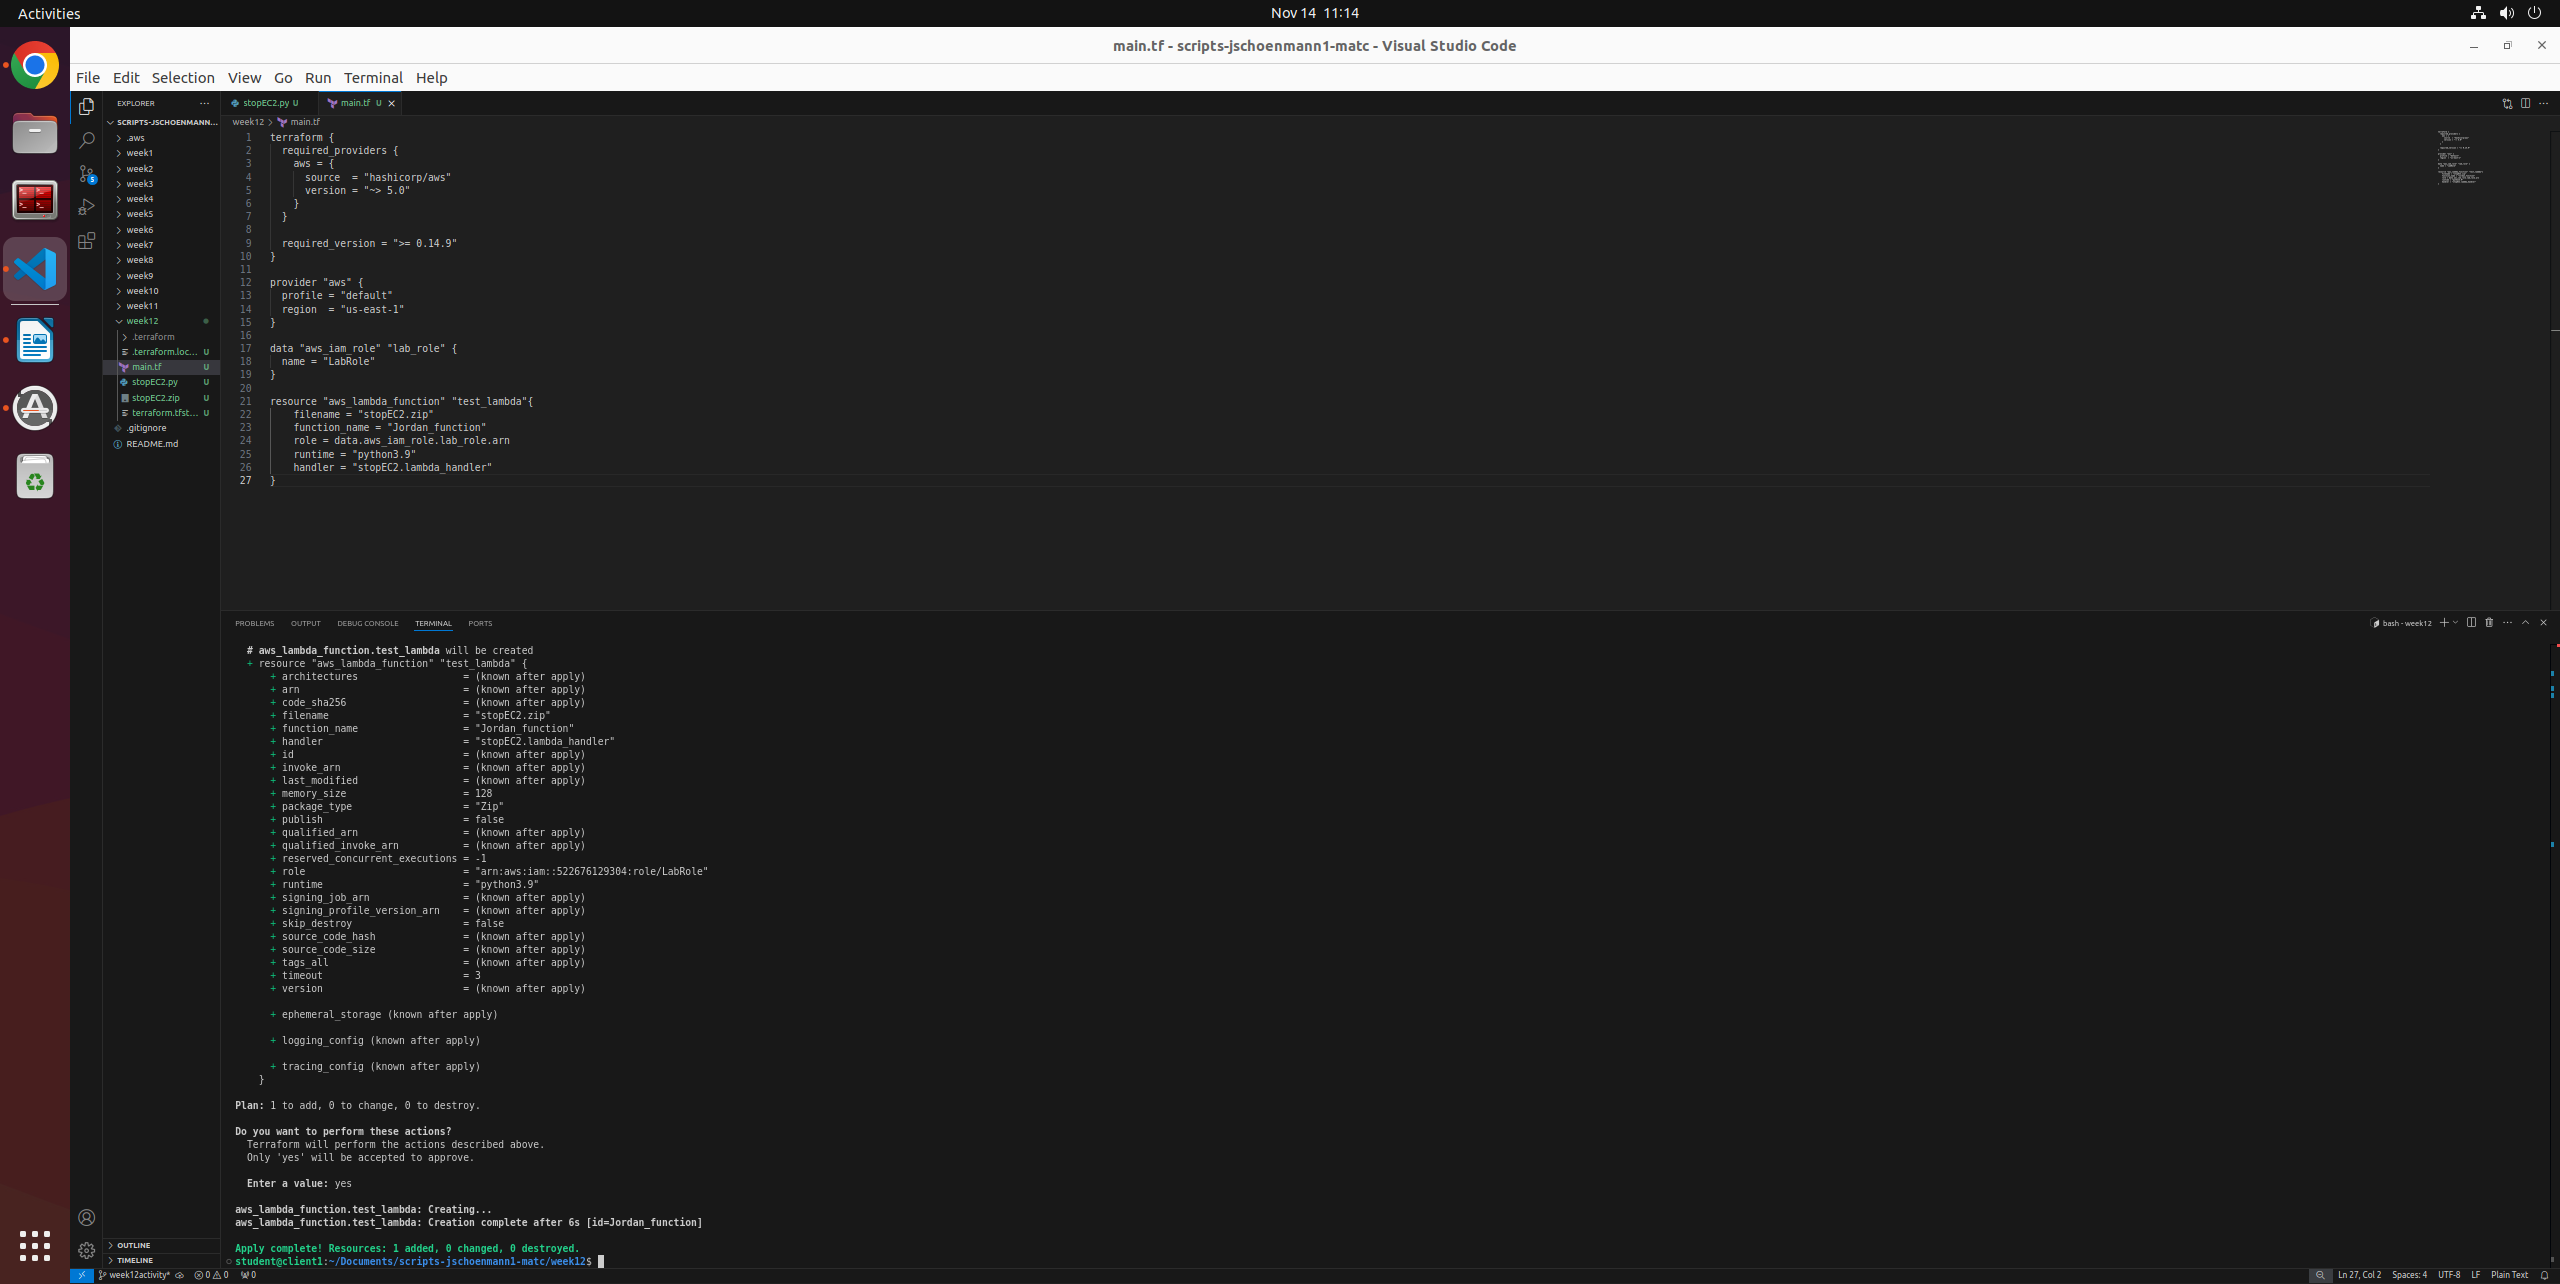 Activities
Nov 14 11:14
main.tf - scripts-jschoenmann1-matc - Visual Studio Code
File Edit Selection View Go Run Terminal Help
EXPLORER
SCRIPTS-JSCHOENMANN...
.aws
week1
week2
week3
week4
week5
week6
week7
week8
week9
week10
week11
week12
.terraform
.terraform.loc... U
main.tf U
stopEC2.py U
stopEC2.zip U
terraform.tfst... U
.gitignore
README.md
OUTLINE
TIMELINE
5
stopEC2.py U
main.tf U
week12 > main.tf
1 terraform {
2   required_providers {
3     aws = {
4       source  = "hashicorp/aws"
5       version = "~> 5.0"
6     }
7   }
8
9   required_version = ">= 0.14.9"
10 }
11
12 provider "aws" {
13   profile = "default"
14   region  = "us-east-1"
15 }
16
17 data "aws_iam_role" "lab_role" {
18   name = "LabRole"
19 }
20
21 resource "aws_lambda_function" "test_lambda"{
22     filename = "stopEC2.zip"
23     function_name = "Jordan_function"
24     role = data.aws_iam_role.lab_role.arn
25     runtime = "python3.9"
26     handler = "stopEC2.lambda_handler"
27 }
PROBLEMS OUTPUT DEBUG CONSOLE TERMINAL PORTS
bash - week12
# aws_lambda_function.test_lambda will be created
+ resource "aws_lambda_function" "test_lambda" {
+ architectures = (known after apply)
+ arn = (known after apply)
+ code_sha256 = (known after apply)
+ filename = "stopEC2.zip"
+ function_name = "Jordan_function"
+ handler = "stopEC2.lambda_handler"
+ id = (known after apply)
+ invoke_arn = (known after apply)
+ last_modified = (known after apply)
+ memory_size = 128
+ package_type = "Zip"
+ publish = false
+ qualified_arn = (known after apply)
+ qualified_invoke_arn = (known after apply)
+ reserved_concurrent_executions = -1
+ role = "arn:aws:iam::522676129304:role/LabRole"
+ runtime = "python3.9"
+ signing_job_arn = (known after apply)
+ signing_profile_version_arn = (known after apply)
+ skip_destroy = false
+ source_code_hash = (known after apply)
+ source_code_size = (known after apply)
+ tags_all = (known after apply)
+ timeout = 3
+ version = (known after apply)
+ ephemeral_storage (known after apply)
+ logging_config (known after apply)
+ tracing_config (known after apply)
}
Plan: 1 to add, 0 to change, 0 to destroy.
Do you want to perform these actions?
Terraform will perform the actions described above.
Only 'yes' will be accepted to approve.
Enter a value: yes
aws_lambda_function.test_lambda: Creating...
aws_lambda_function.test_lambda: Creation complete after 6s [id=Jordan_function]
Apply complete! Resources: 1 added, 0 changed, 0 destroyed.
student@client1:~/Documents/scripts-jschoenmann1-matc/week12$
week12activity* 0 0 0
Ln 27, Col 2 Spaces: 4 UTF-8 LF Plain Text